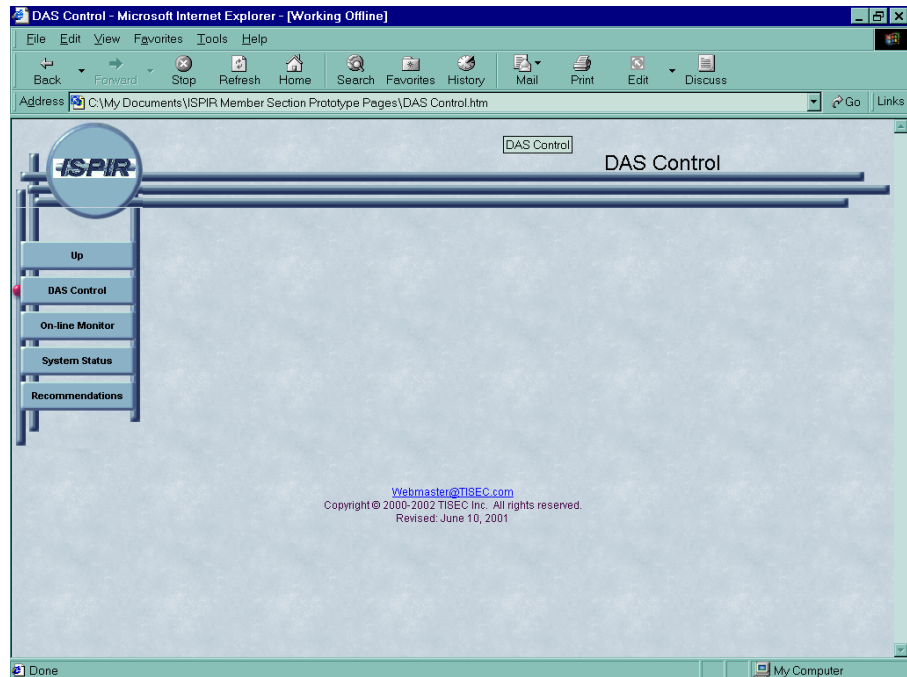 DAS Control - Microsoft Internet Explorer - [Working Offline]
File Edit View Favorites Tools Help
Back Forward Stop Refresh Home Search Favorites History Mail Print Edit Discuss
Address C:\My Documents\ISPIR Member Section Prototype Pages\DAS Control.htm Go Links
DAS Control
ISPIR
DAS Control
Up
DAS Control
On-line Monitor
System Status
Recommendations
Webmaster@TISEC.com
Copyright © 2000-2002 TISEC Inc. All rights reserved.
Revised: June 10, 2001
Done My Computer